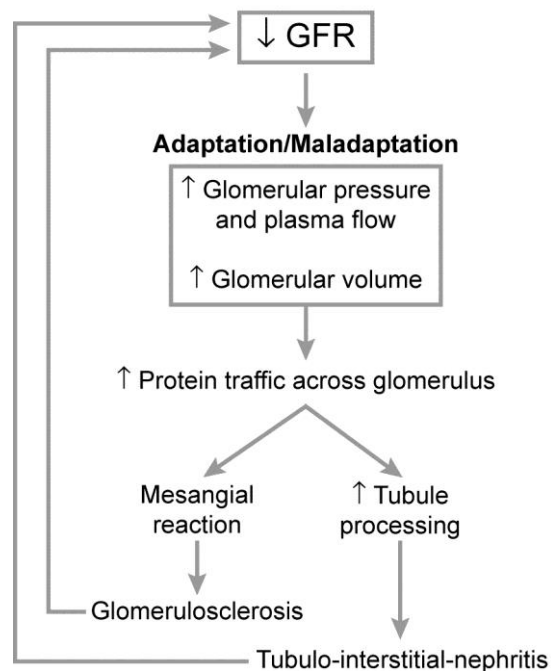 ↓ GFR
Adaptation/Maladaptation
↑ Glomerular pressure
and plasma flow
↑ Glomerular volume
↑ Protein traffic across glomerulus
Mesangial
reaction
↑ Tubule
processing
Glomerulosclerosis
Tubulo-interstitial-nephritis